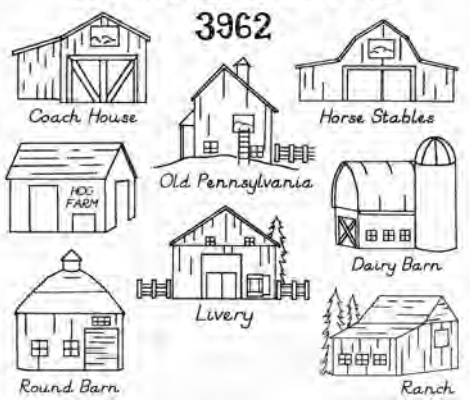 3962
Coach House
Horse Stables
Old Pennsylvania
HOG
FARM
Dairy Barn
Livery
Round Barn
Ranch